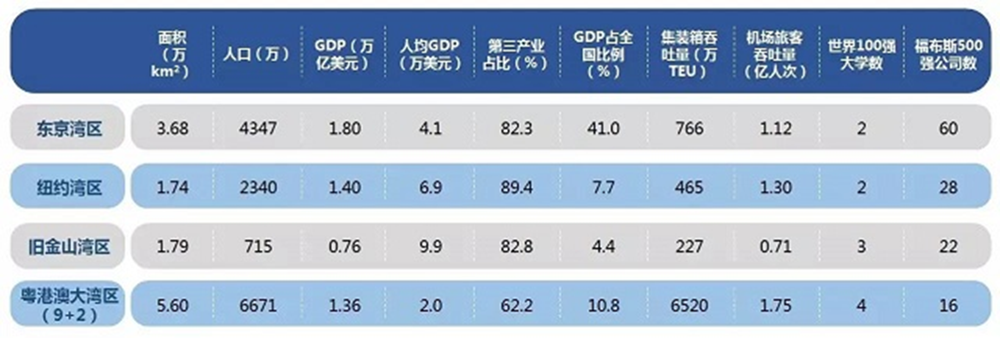 面积（万km²） 人口（万） GDP（万亿美元） 人均GDP（万美元） 第三产业占比（%） GDP占全国比例（%） 集装箱吞吐量（万TEU） 机场旅客吞吐量（亿人次） 世界100强大学数 福布斯500强公司数
东京湾区 3.68 4347 1.80 4.1 82.3 41.0 766 1.12 2 60
纽约湾区 1.74 2340 1.40 6.9 89.4 7.7 465 1.30 2 28
旧金山湾区 1.79 715 0.76 9.9 82.8 4.4 227 0.71 3 22
粤港澳大湾区（9+2） 5.60 6671 1.36 2.0 62.2 10.8 6520 1.75 4 16